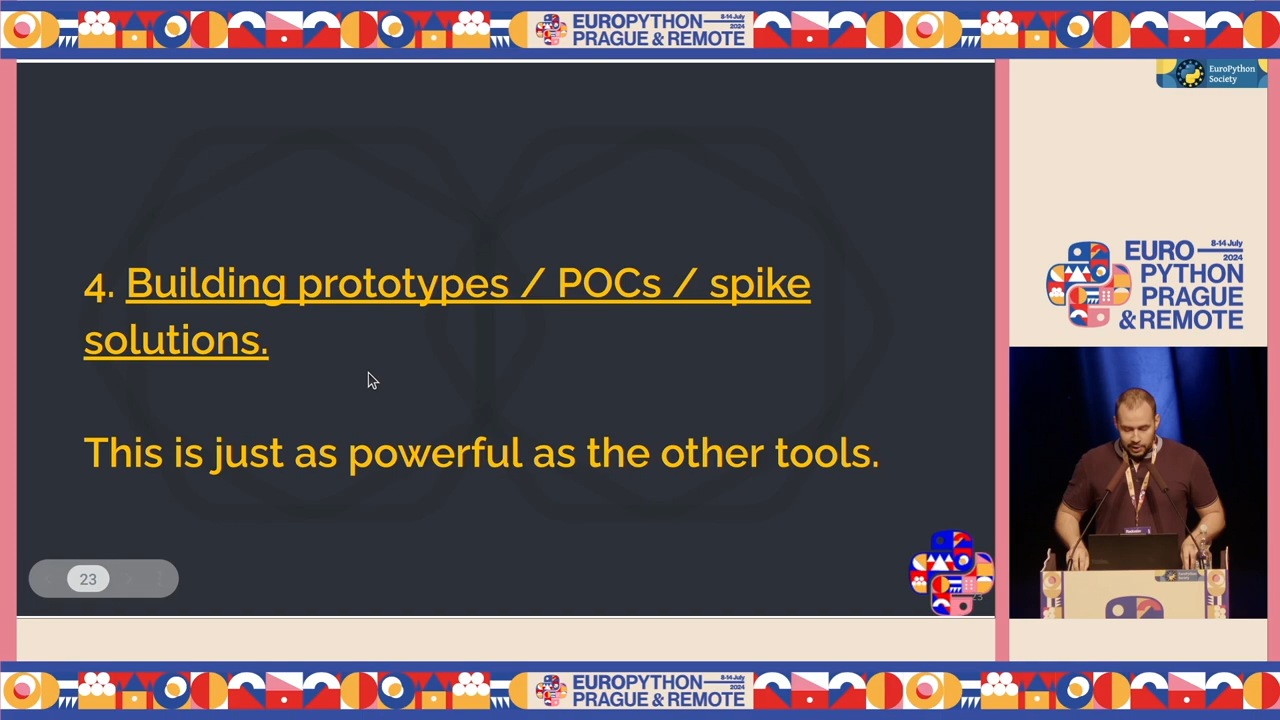 EUROPYTHON
8-14 July
2024
PRAGUE & REMOTE
EuroPython
Society
4. Building prototypes / POCs / spike
solutions.
This is just as powerful as the other tools.
23
23
EURO
8-14 July
2024
PYTHON
PRAGUE
& REMOTE
EUROPYTHON
8-14 July
2024
PRAGUE & REMOTE